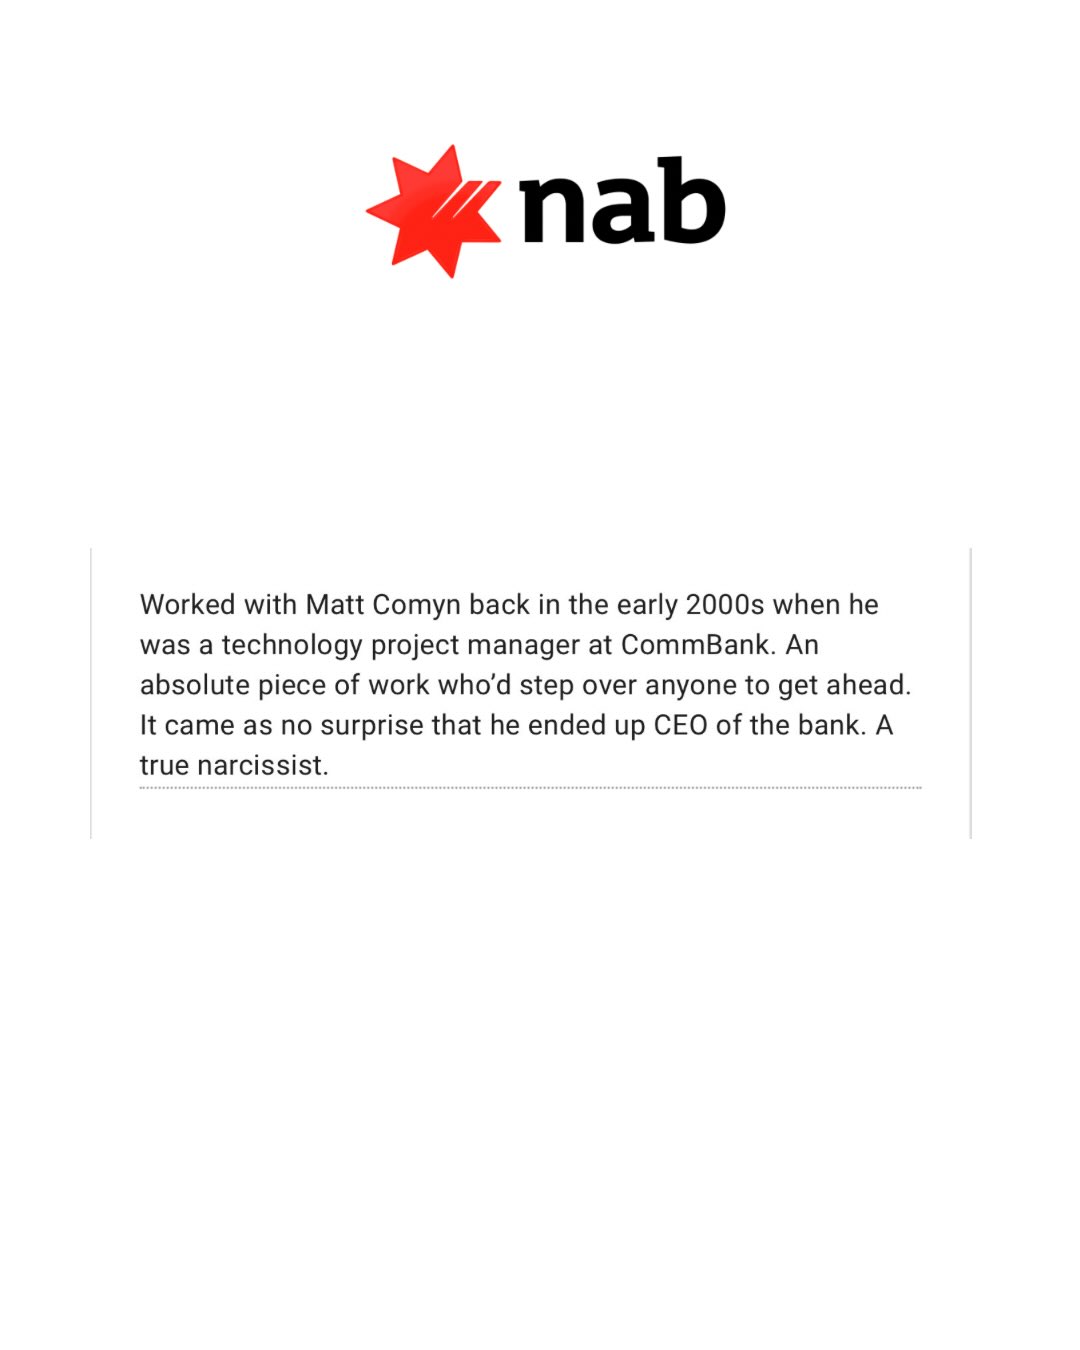 nab
Worked with Matt Comyn back in the early 2000s when he
was a technology project manager at CommBank. An
absolute piece of work who’d step over anyone to get ahead.
It came as no surprise that he ended up CEO of the bank. A
true narcissist.